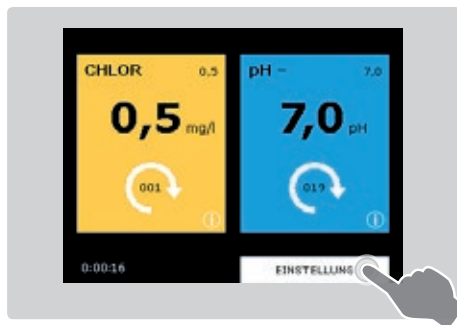 CHLOR 0,5
0,5 mg/l
001
pH – 7,0
7,0 pH
019
0:00:16
EINSTELLUNG